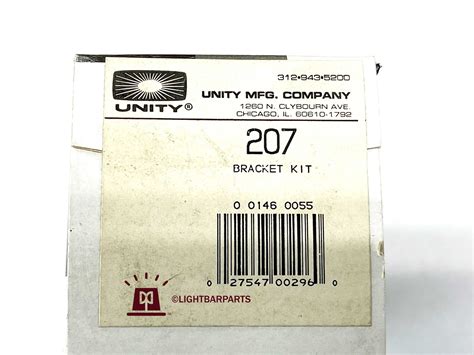 312•943•5200
UNITY®
UNITY MFG. COMPANY
1260 N. CLYBOURN AVE.
CHICAGO, IL. 60610-1792
207
BRACKET KIT
0 0146 0055
0 27547 00296 0
©LIGHTBARPARTS